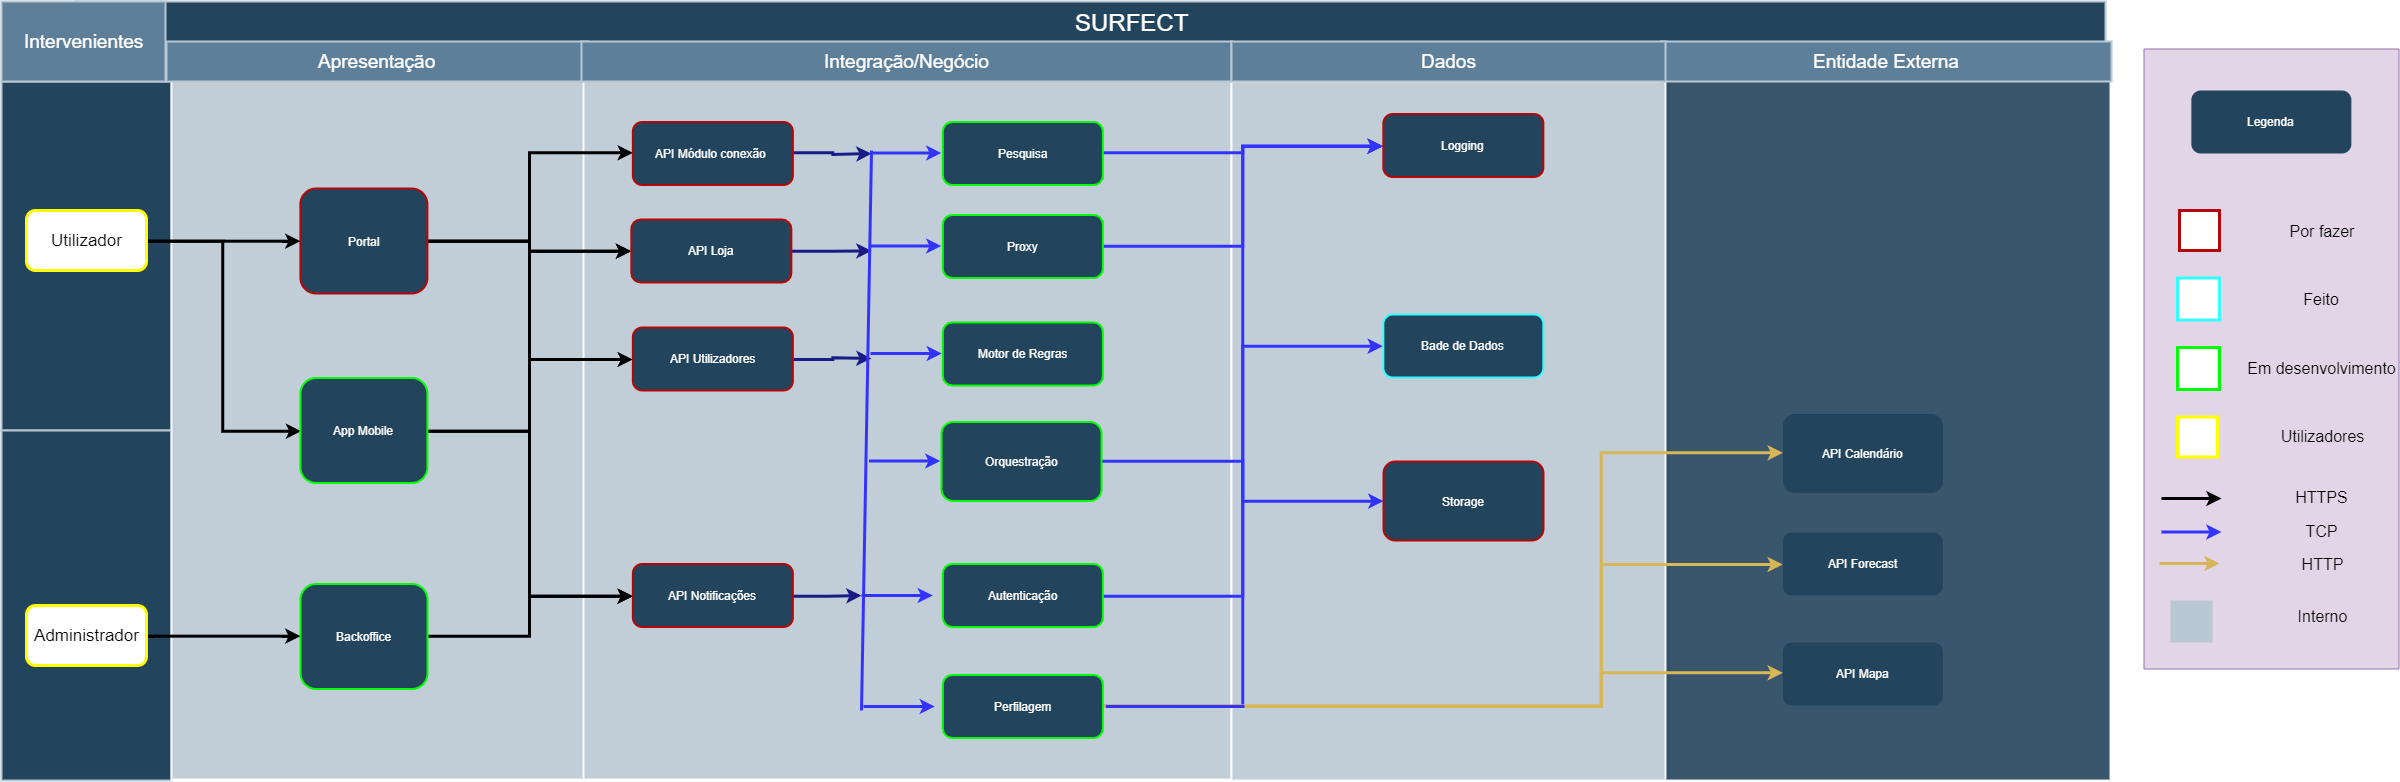 SURFECT
Intervenientes
Apresentação
Integração/Negócio
Dados
Entidade Externa
Utilizador
Administrador
Portal
App Mobile
Backoffice
API Módulo conexão
API Loja
API Utilizadores
API Notificações
Pesquisa
Proxy
Motor de Regras
Orquestração
Autenticação
Perfilagem
Logging
Bade de Dados
Storage
API Calendário
API Forecast
API Mapa
Legenda
Por fazer
Feito
Em desenvolvimento
Utilizadores
HTTPS
TCP
HTTP
Interno